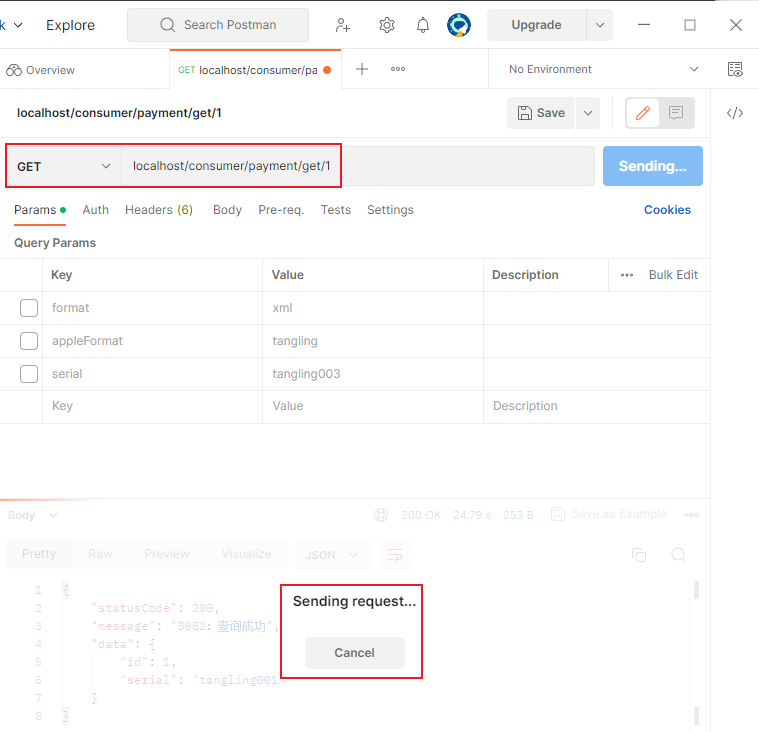 k Explore Search Postman Upgrade
Overview GET localhost/consumer/pa No Environment
localhost/consumer/payment/get/1 Save
GET localhost/consumer/payment/get/1 Sending...
Params Auth Headers (6) Body Pre-req. Tests Settings Cookies
Query Params
Key Value Description Bulk Edit
format xml
appleFormat tangling
serial tangling003
Key Value Description
Body 200 OK 24.79 s 253 B Save as Example
Pretty Raw Preview Visualize JSON
1 {
2 "statusCode": 200,
3 "message": "8082: 查询成功",
4 "data": {
5 "id": 1,
6 "serial": "tangling001
7 }
8 }
Sending request...
Cancel